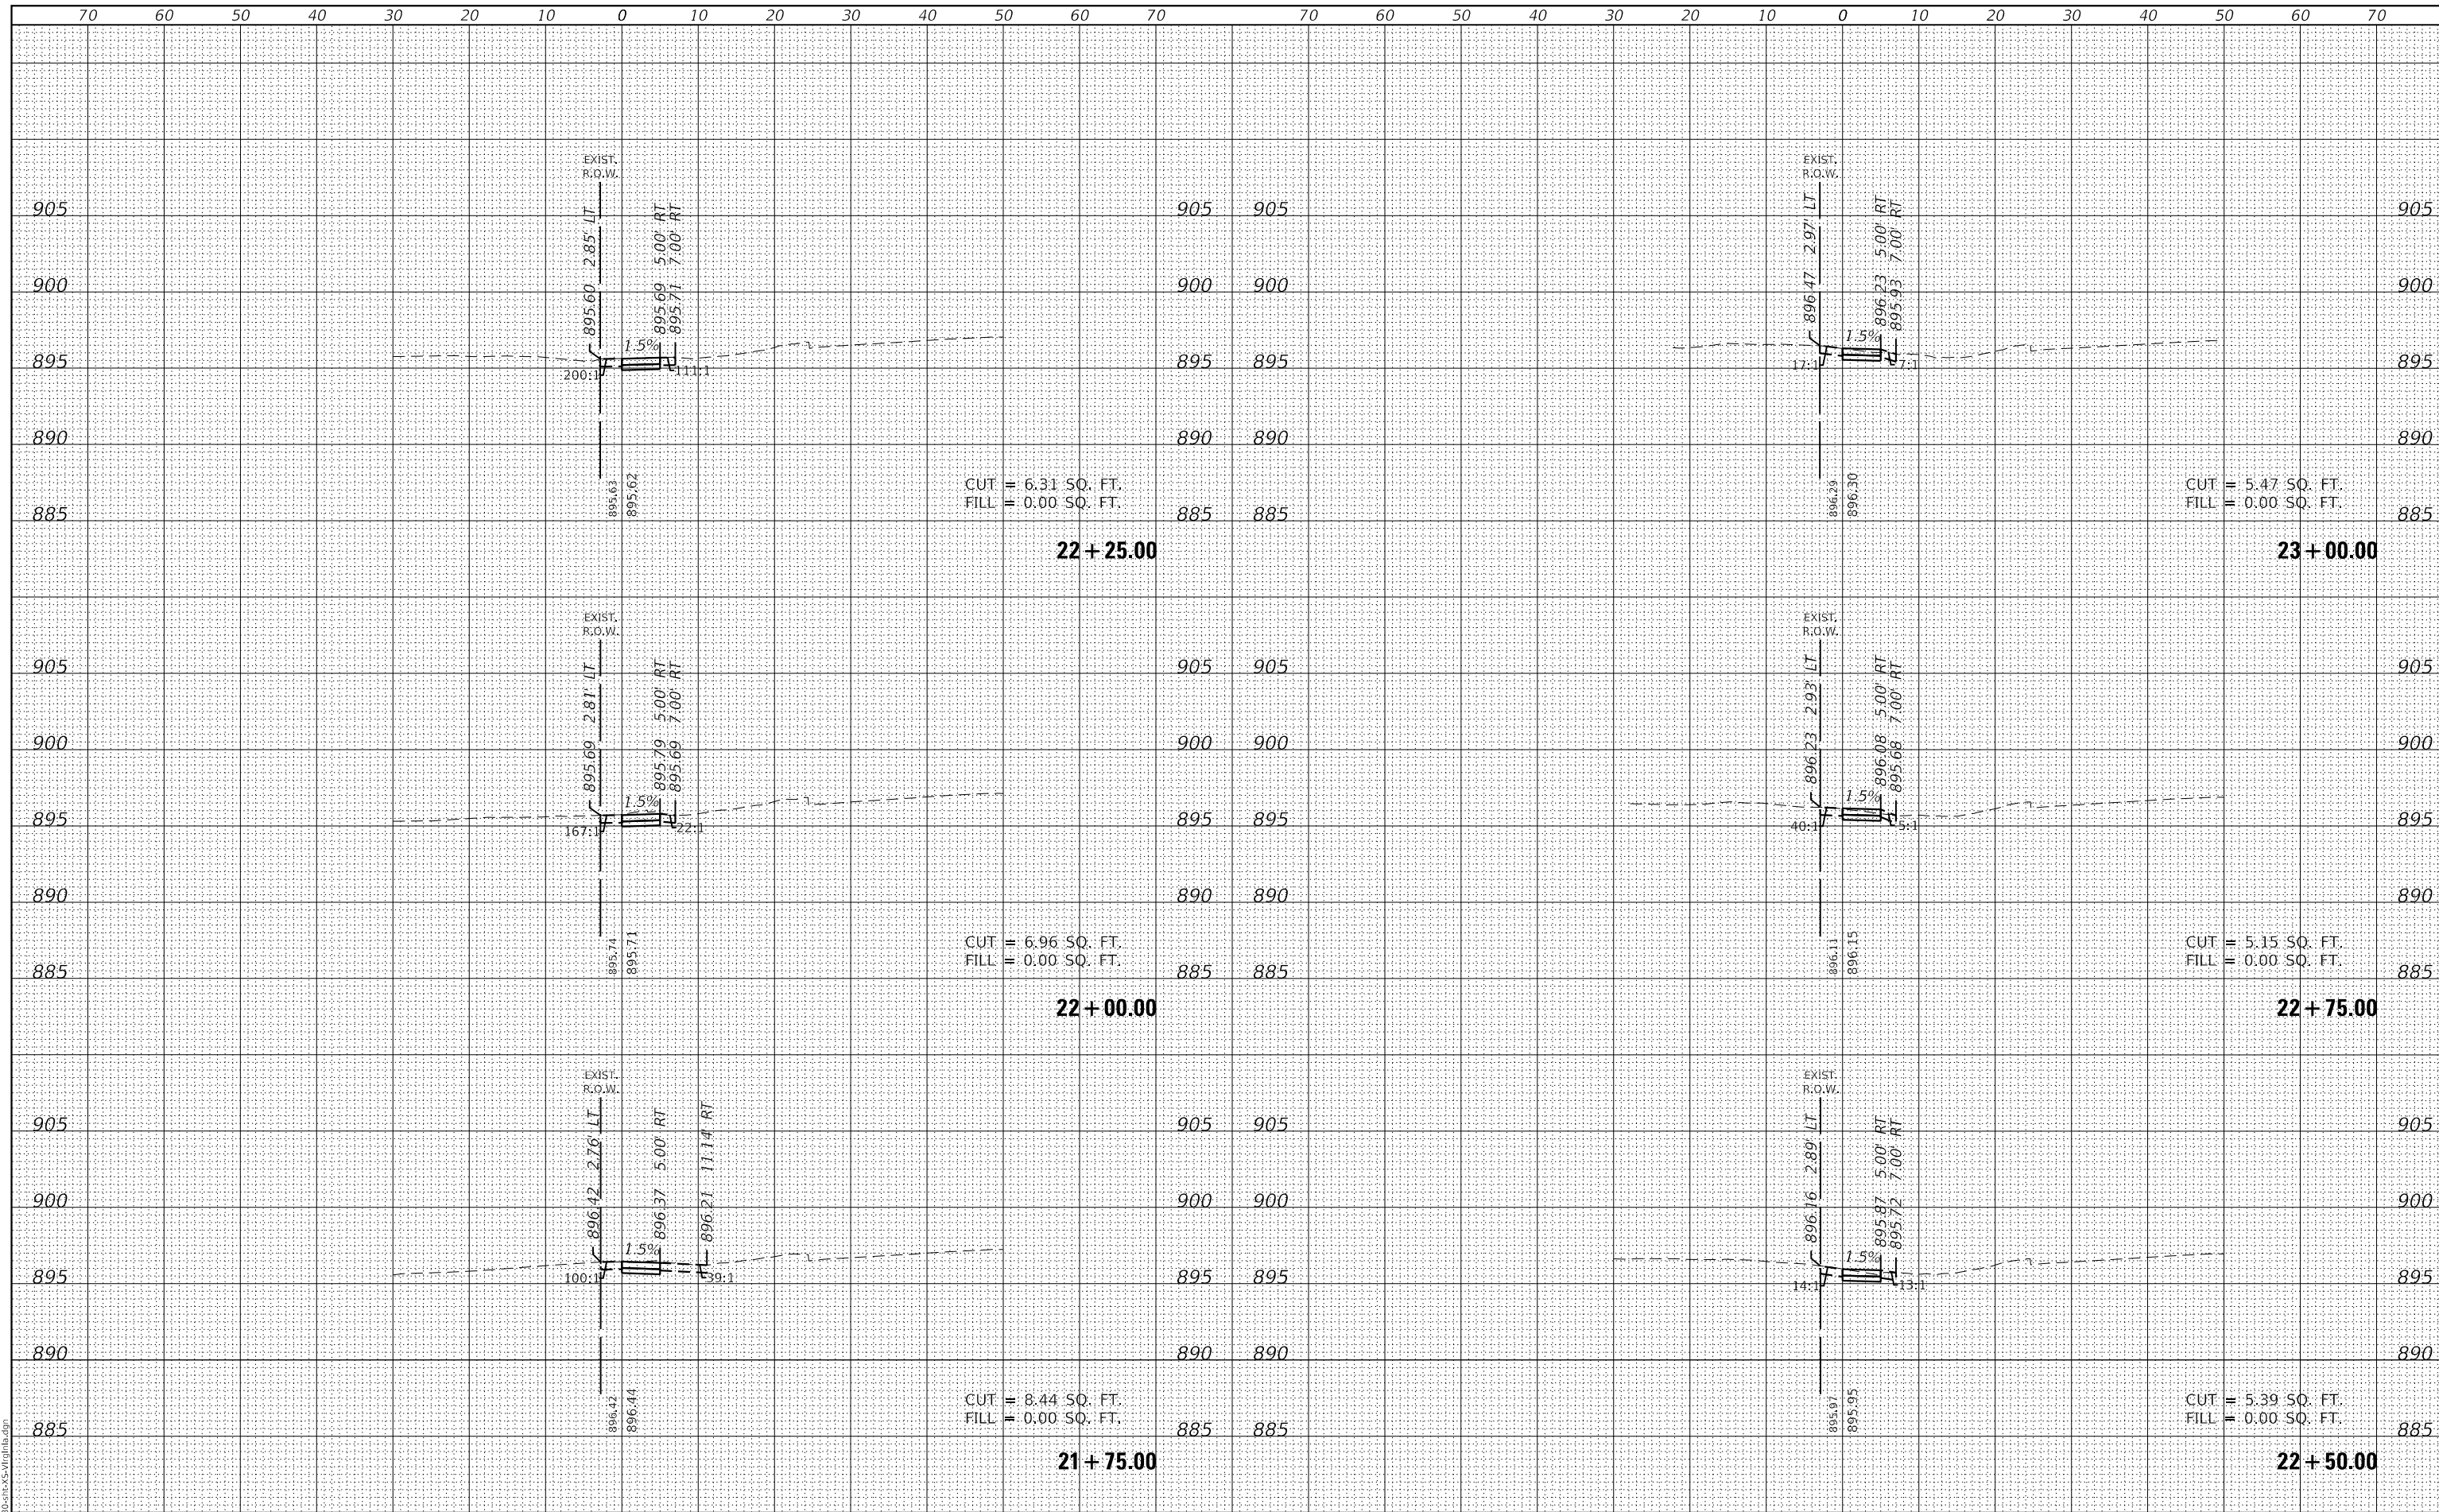 70 60 50 40 30 20 10 0 10 20 30 40 50 60 70 70 60 50 40 30 20 10 0 10 20 30 40 50 60 70
EXIST.
R.O.W.
895.60 2.85' LT
895.69 5.00' RT
895.71 7.00' RT
1.5%
200:1
111:1
895.63
895.62
905 905
900 900
895 895
890 890
885 885
CUT = 6.31 SQ. FT.
FILL = 0.00 SQ. FT.
22+25.00
EXIST.
R.O.W.
896.47 2.97' LT
896.23 5.00' RT
895.93 7.00' RT
1.5%
17:1
7:1
896.29
896.30
905 905
900 900
895 895
890 890
885 885
CUT = 5.47 SQ. FT.
FILL = 0.00 SQ. FT.
23+00.00
EXIST.
R.O.W.
895.69 2.81' LT
895.79 5.00' RT
895.69 7.00' RT
1.5%
167:1
22:1
895.74
895.71
905 905
900 900
895 895
890 890
885 885
CUT = 6.96 SQ. FT.
FILL = 0.00 SQ. FT.
22+00.00
EXIST.
R.O.W.
896.23 2.93' LT
896.08 5.00' RT
895.68 7.00' RT
1.5%
40:1
5:1
896.11
896.15
905 905
900 900
895 895
890 890
885 885
CUT = 5.15 SQ. FT.
FILL = 0.00 SQ. FT.
22+75.00
EXIST.
R.O.W.
896.42 2.76' LT
896.37 5.00' RT
896.21 11.14' RT
1.5%
100:1
39:1
896.42
896.44
905 905
900 900
895 895
890 890
885 885
CUT = 8.44 SQ. FT.
FILL = 0.00 SQ. FT.
21+75.00
EXIST.
R.O.W.
896.16 2.89' LT
895.87 5.00' RT
895.72 7.00' RT
1.5%
14:1
13:1
895.97
895.95
905 905
900 900
895 895
890 890
885 885
CUT = 5.39 SQ. FT.
FILL = 0.00 SQ. FT.
22+50.00